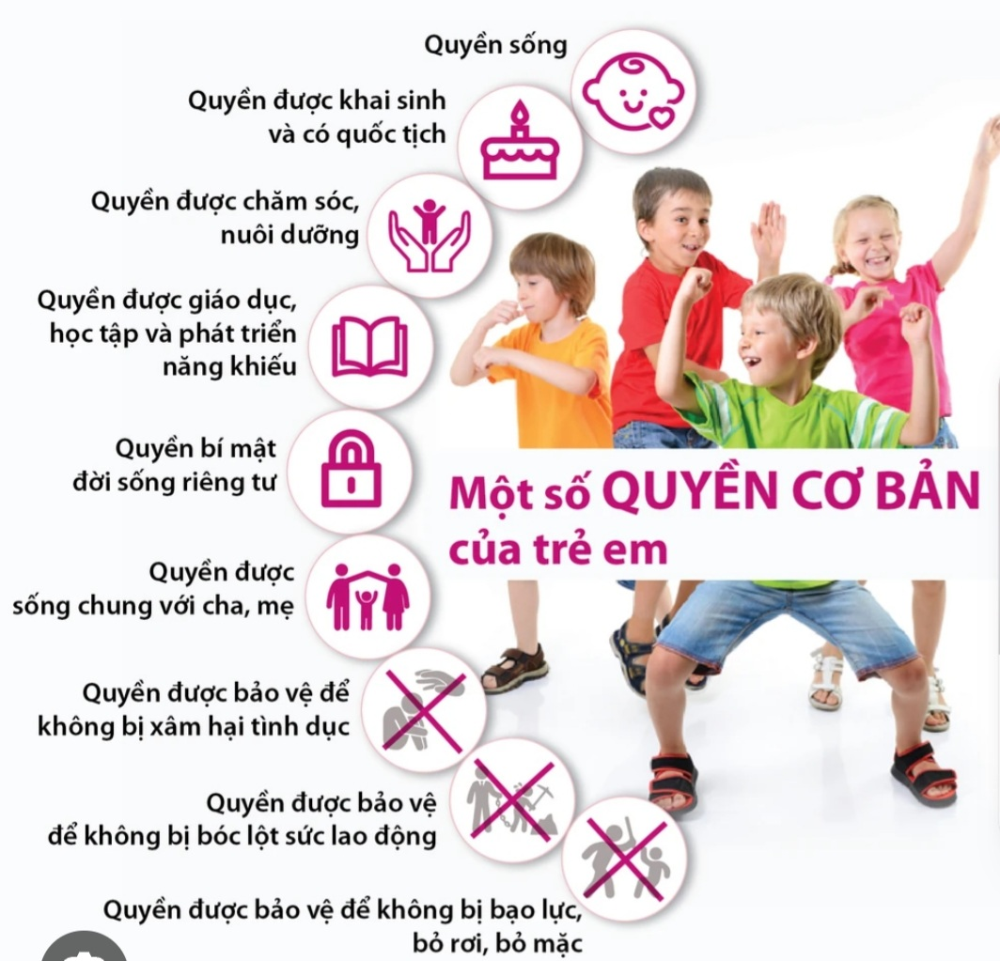 Quyền sống
Quyền được khai sinh
và có quốc tịch
Quyền được chăm sóc,
nuôi dưỡng
Quyền được giáo dục,
học tập và phát triển
năng khiếu
Quyền bí mật
đời sống riêng tư
Một số QUYỀN CƠ BẢN
của trẻ em
Quyền được
sống chung với cha, mẹ
Quyền được bảo vệ để
không bị xâm hại tình dục
Quyền được bảo vệ
để không bị bóc lột sức lao động
Quyền được bảo vệ để không bị bạo lực,
bỏ rơi, bỏ mặc